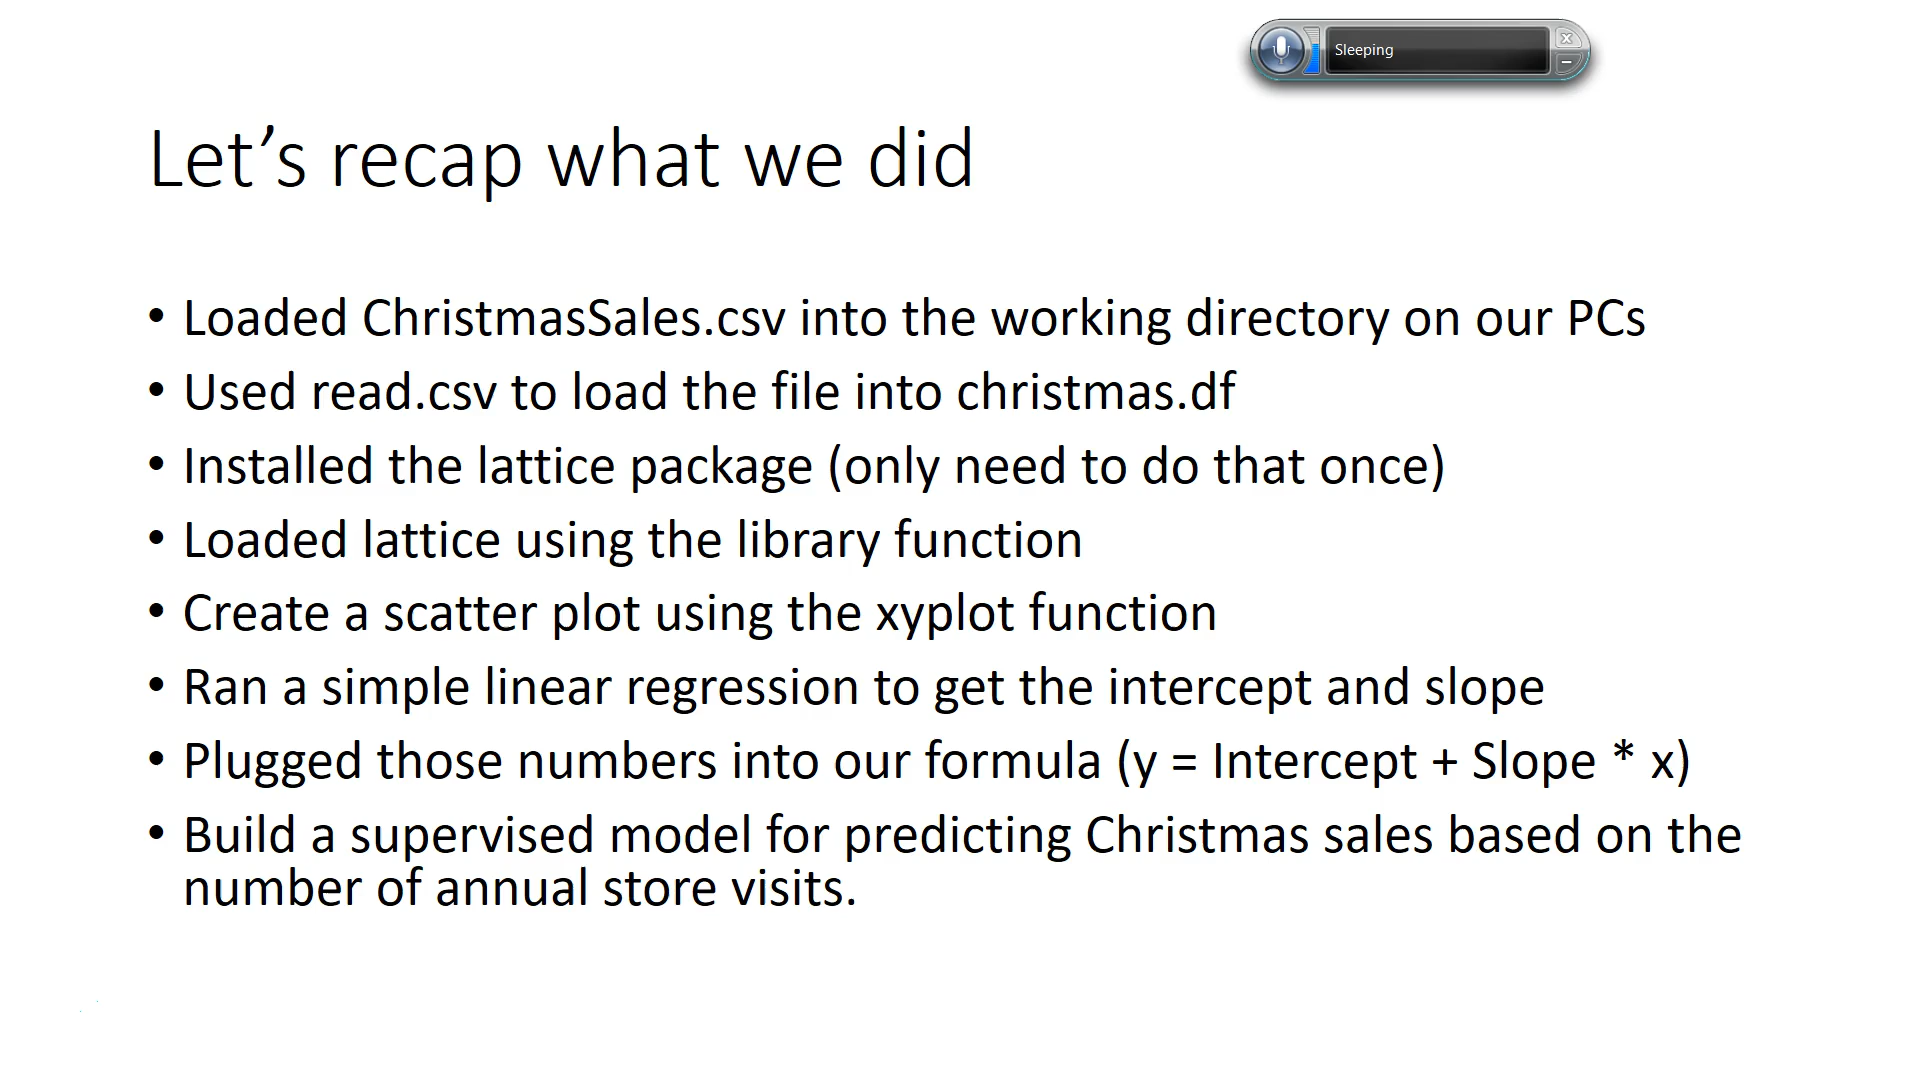 Sleeping
Let’s recap what we did
• Loaded ChristmasSales.csv into the working directory on our PCs
• Used read.csv to load the file into christmas.df
• Installed the lattice package (only need to do that once)
• Loaded lattice using the library function
• Create a scatter plot using the xyplot function
• Ran a simple linear regression to get the intercept and slope
• Plugged those numbers into our formula (y = Intercept + Slope * x)
• Build a supervised model for predicting Christmas sales based on the
number of annual store visits.